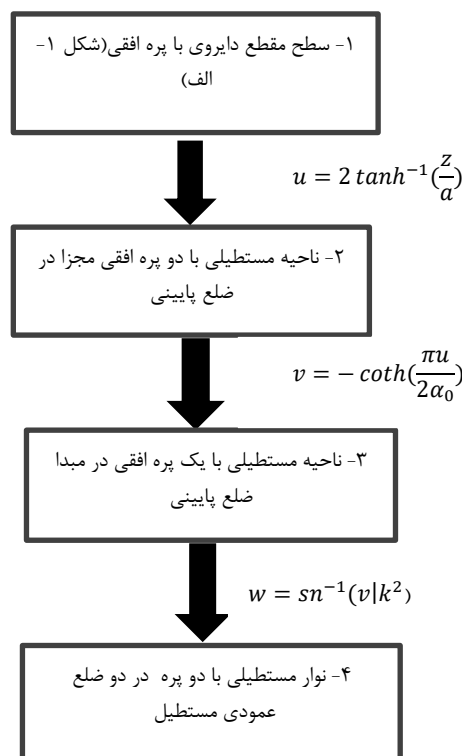 ۱- سطح مقطع دایروی با پره افقی(شکل ۱-
الف)
u = 2 tanh⁻¹(z/a)
۲- ناحیه مستطیلی با دو پره افقی مجزا در
ضلع پایینی
v = − coth(πu/2α₀)
۳- ناحیه مستطیلی با یک پره افقی در مبدا
ضلع پایینی
w = sn⁻¹(v|k²)
۴- نوار مستطیلی با دو پره در دو ضلع
عمودی مستطیل